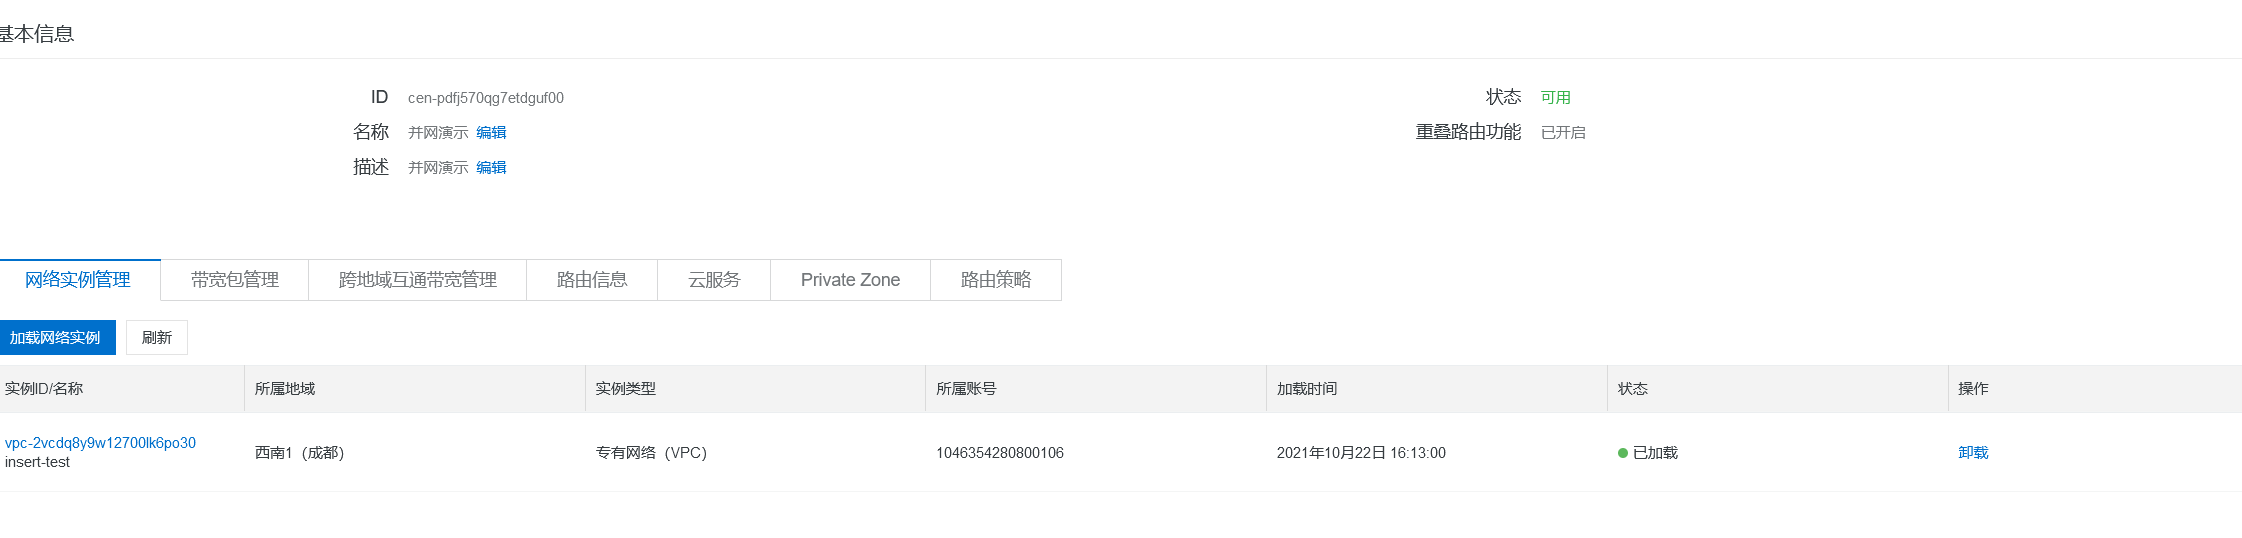 基本信息
ID cen-pdfj570qg7etdguf00 状态 可用
名称 并网演示 编辑 重叠路由功能 已开启
描述 并网演示 编辑
网络实例管理 带宽包管理 跨地域互通带宽管理 路由信息 云服务 Private Zone 路由策略
加载网络实例 刷新
实例ID/名称 所属地域 实例类型 所属账号 加载时间 状态 操作
vpc-2vcdq8y9w12700lk6po30
insert-test 西南1（成都） 专有网络（VPC） 1046354280800106 2021年10月22日 16:13:00 已加载 卸载